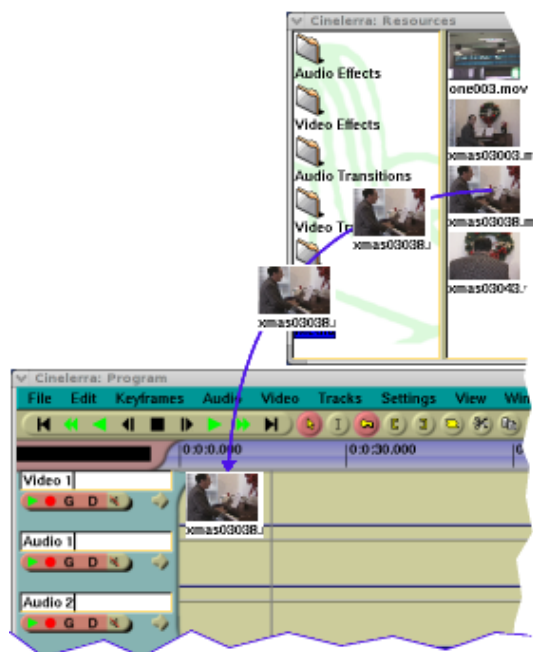 Cinelerra: Resources
Audio Effects
Video Effects
Audio Transitions
Video Tr
one003.mov
xmas03003.m
xmas03038.m
xmas03043.
xmas03038.
xmas03038.
Cinelerra: Program
File Edit Keyframes Audio Video Tracks Settings View Win
0:0:0.000 0:0:30.000
Video 1
G D
xmas03038.
Audio 1
G D
Audio 2
G D